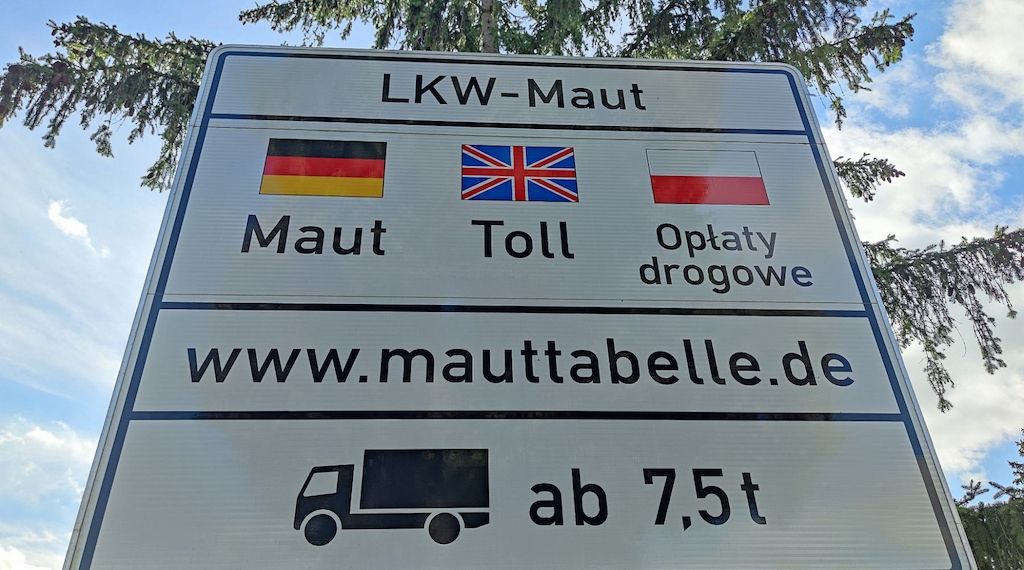 LKW-Maut
Maut Toll Opłaty drogowe
www.mauttabelle.de
ab 7,5t